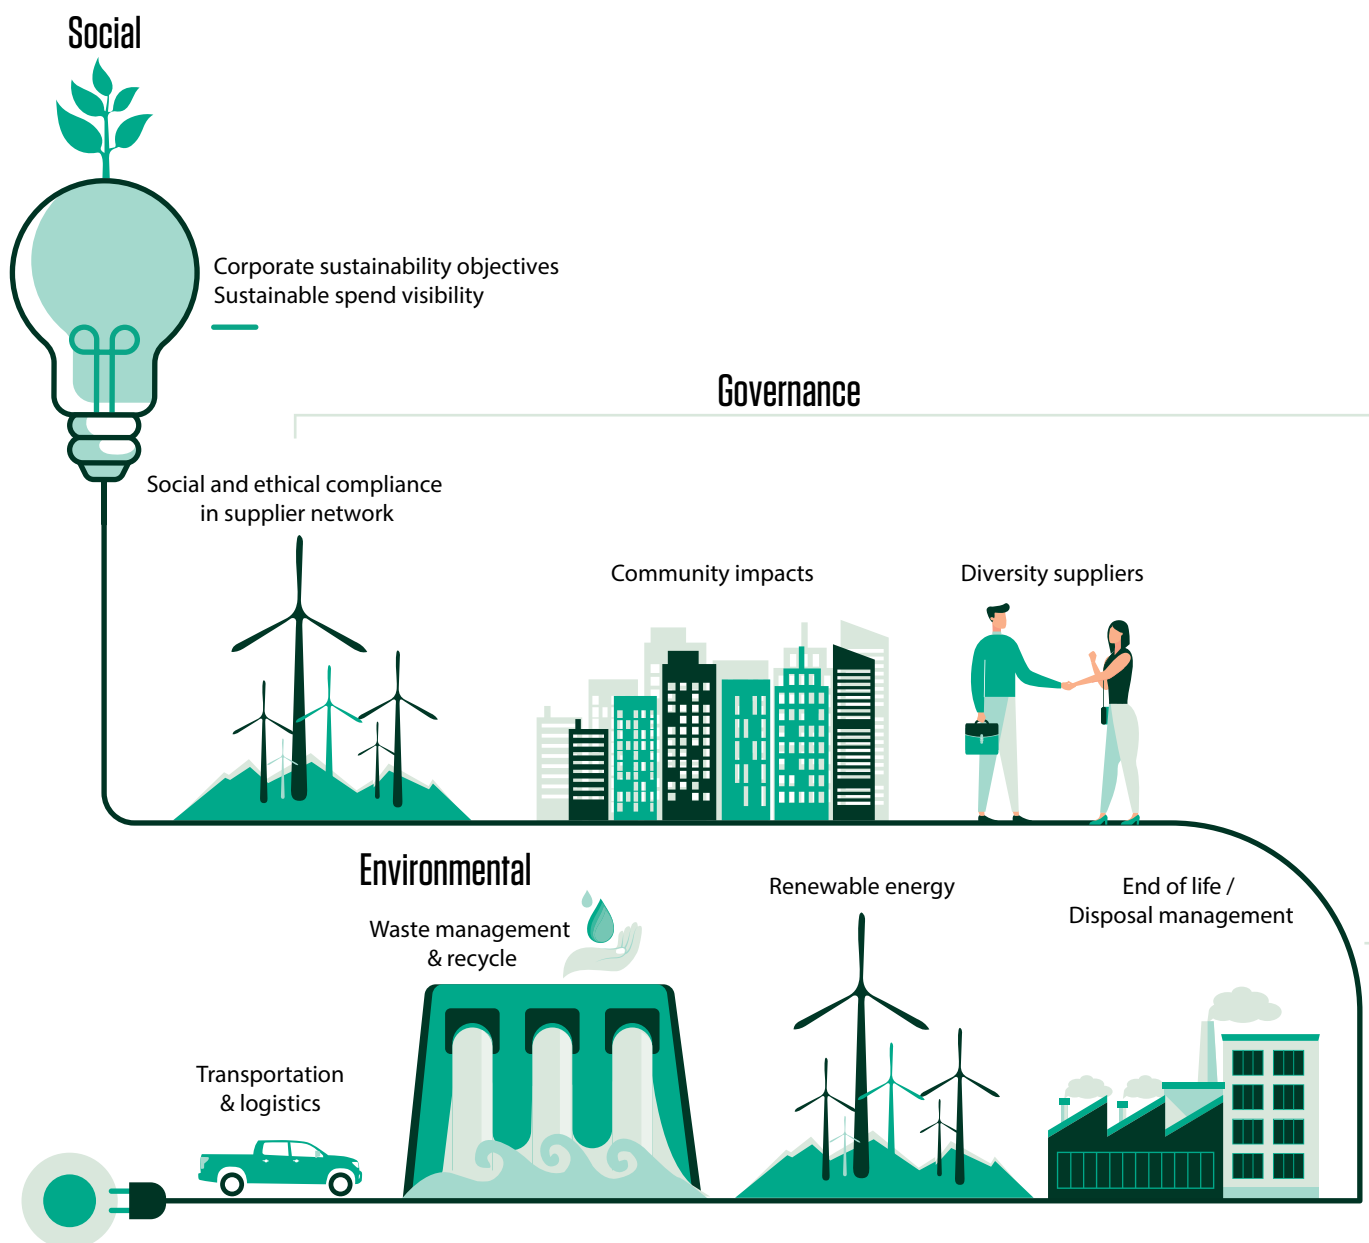 Social
Corporate sustainability objectives
Sustainable spend visibility
Governance
Social and ethical compliance
in supplier network
Community impacts
Diversity suppliers
Environmental
Waste management
& recycle
Renewable energy
End of life /
Disposal management
Transportation
& logistics